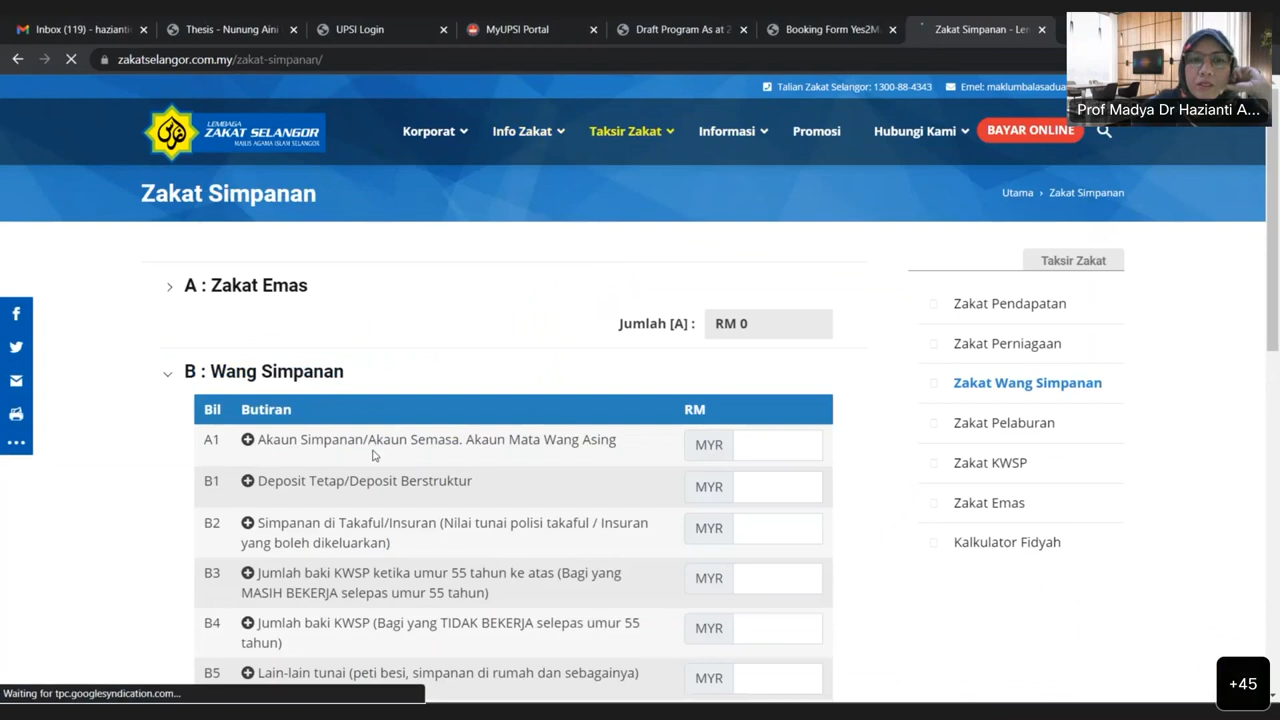 Inbox (119) - hazianti
Thesis - Nunung Aini
UPSI Login
MyUPSI Portal
Draft Program As at 2
Booking Form Yes2M
Zakat Simpanan - Len
zakatselangor.com.my/zakat-simpanan/
Talian Zakat Selangor: 1300-88-4343
Emel: maklumbalasadua
Prof Madya Dr Hazianti A...
LEMBAGA
ZAKAT SELANGOR
MAJLIS AGAMA ISLAM SELANGOR
Korporat
Info Zakat
Taksir Zakat
Informasi
Promosi
Hubungi Kami
BAYAR ONLINE
Zakat Simpanan
Utama › Zakat Simpanan
A : Zakat Emas
Jumlah [A] : RM 0
B : Wang Simpanan
Bil Butiran RM
A1 Akaun Simpanan/Akaun Semasa. Akaun Mata Wang Asing MYR
B1 Deposit Tetap/Deposit Berstruktur MYR
B2 Simpanan di Takaful/Insuran (Nilai tunai polisi takaful / Insuran MYR
yang boleh dikeluarkan)
B3 Jumlah baki KWSP ketika umur 55 tahun ke atas (Bagi yang MYR
MASIH BEKERJA selepas umur 55 tahun)
B4 Jumlah baki KWSP (Bagi yang TIDAK BEKERJA selepas umur 55 MYR
tahun)
B5 Lain-lain tunai (peti besi, simpanan di rumah dan sebagainya) MYR
Taksir Zakat
Zakat Pendapatan
Zakat Perniagaan
Zakat Wang Simpanan
Zakat Pelaburan
Zakat KWSP
Zakat Emas
Kalkulator Fidyah
Waiting for tpc.googlesyndication.com...
+45